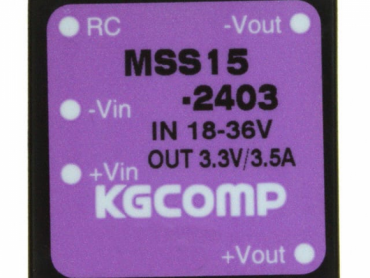 RC -Vout
MSS15
-2403
-Vin
IN 18-36V
OUT 3.3V/3.5A
+Vin
KGCOMP
+Vout